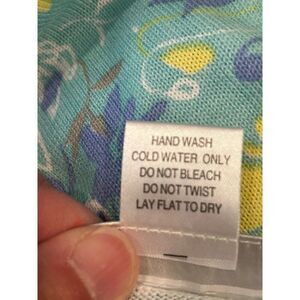 HAND WASH
COLD WATER ONLY
DO NOT BLEACH
DO NOT TWIST
LAY FLAT TO DRY